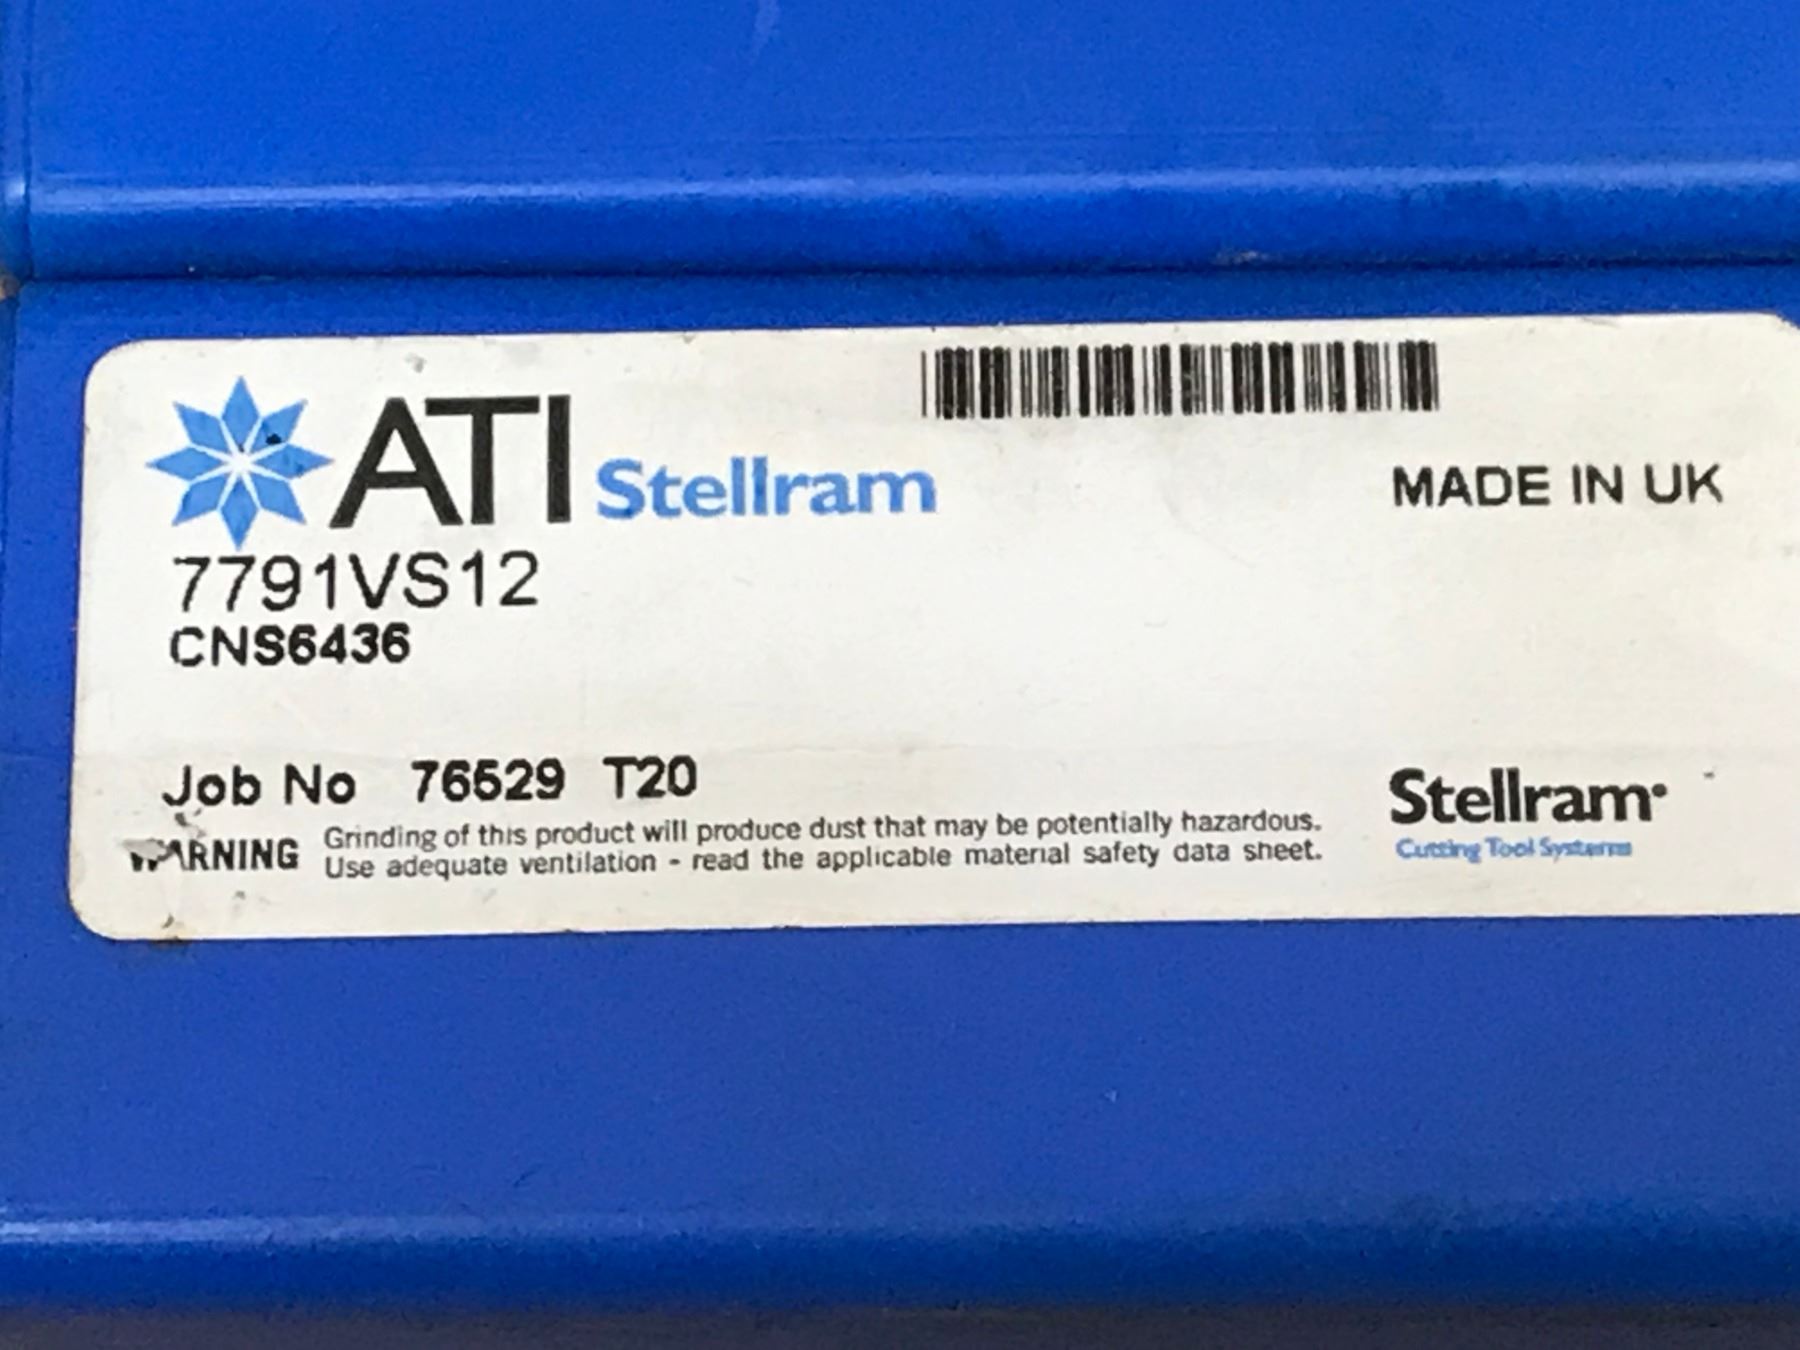 ATI Stellram
MADE IN UK
7791VS12
CNS6436
Job No 76529 T20
WARNING Grinding of this product will produce dust that may be potentially hazardous.
Use adequate ventilation - read the applicable material safety data sheet.
Stellram
Cutting Tool Systems